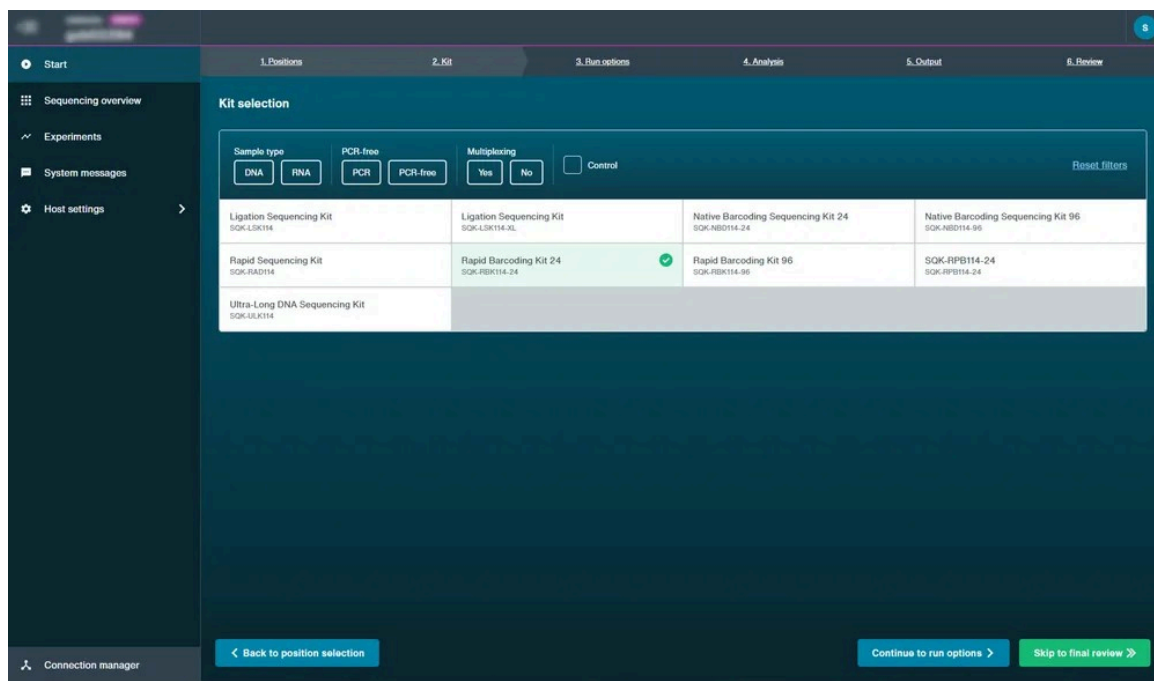 S
Start
Sequencing overview
Experiments
System messages
Host settings
Connection manager
1. Positions
2. Kit
3. Run options
4. Analysis
5. Output
6. Review
Kit selection
Sample type
DNA
RNA
PCR-free
PCR
PCR-free
Multiplexing
Yes
No
Control
Reset filters
Ligation Sequencing Kit
SQK-LSK114
Ligation Sequencing Kit
SQK-LSK114-XL
Native Barcoding Sequencing Kit 24
SQK-NBD114-24
Native Barcoding Sequencing Kit 96
SQK-NBD114-96
Rapid Sequencing Kit
SQK-RAD114
Rapid Barcoding Kit 24
SQK-RBK114-24
Rapid Barcoding Kit 96
SQK-RBK114-96
SQK-RPB114-24
SQK-RPB114-24
Ultra-Long DNA Sequencing Kit
SQK-ULK114
Back to position selection
Continue to run options
Skip to final review